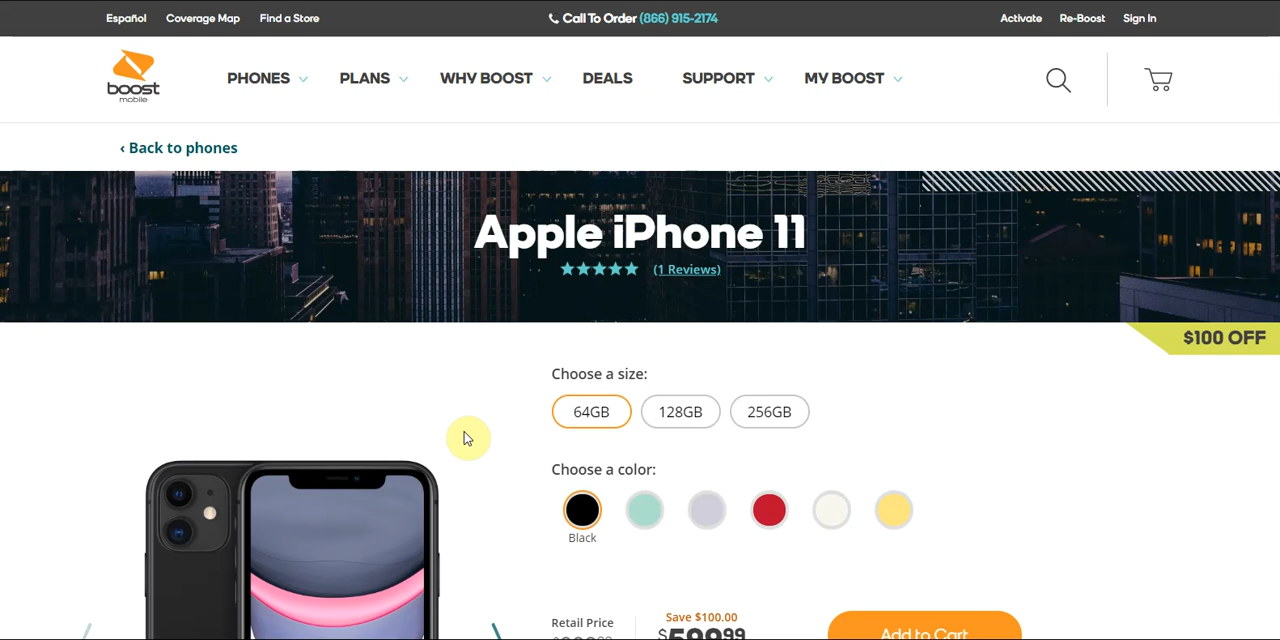 Español Coverage Map Find a Store Call To Order (866) 915-2174 Activate Re-Boost Sign In
boost
mobile
PHONES PLANS WHY BOOST DEALS SUPPORT MY BOOST
‹ Back to phones
Apple iPhone 11
(1 Reviews)
$100 OFF
Choose a size:
64GB 128GB 256GB
Choose a color:
Black
Retail Price Save $100.00
$599.99 Add to Cart